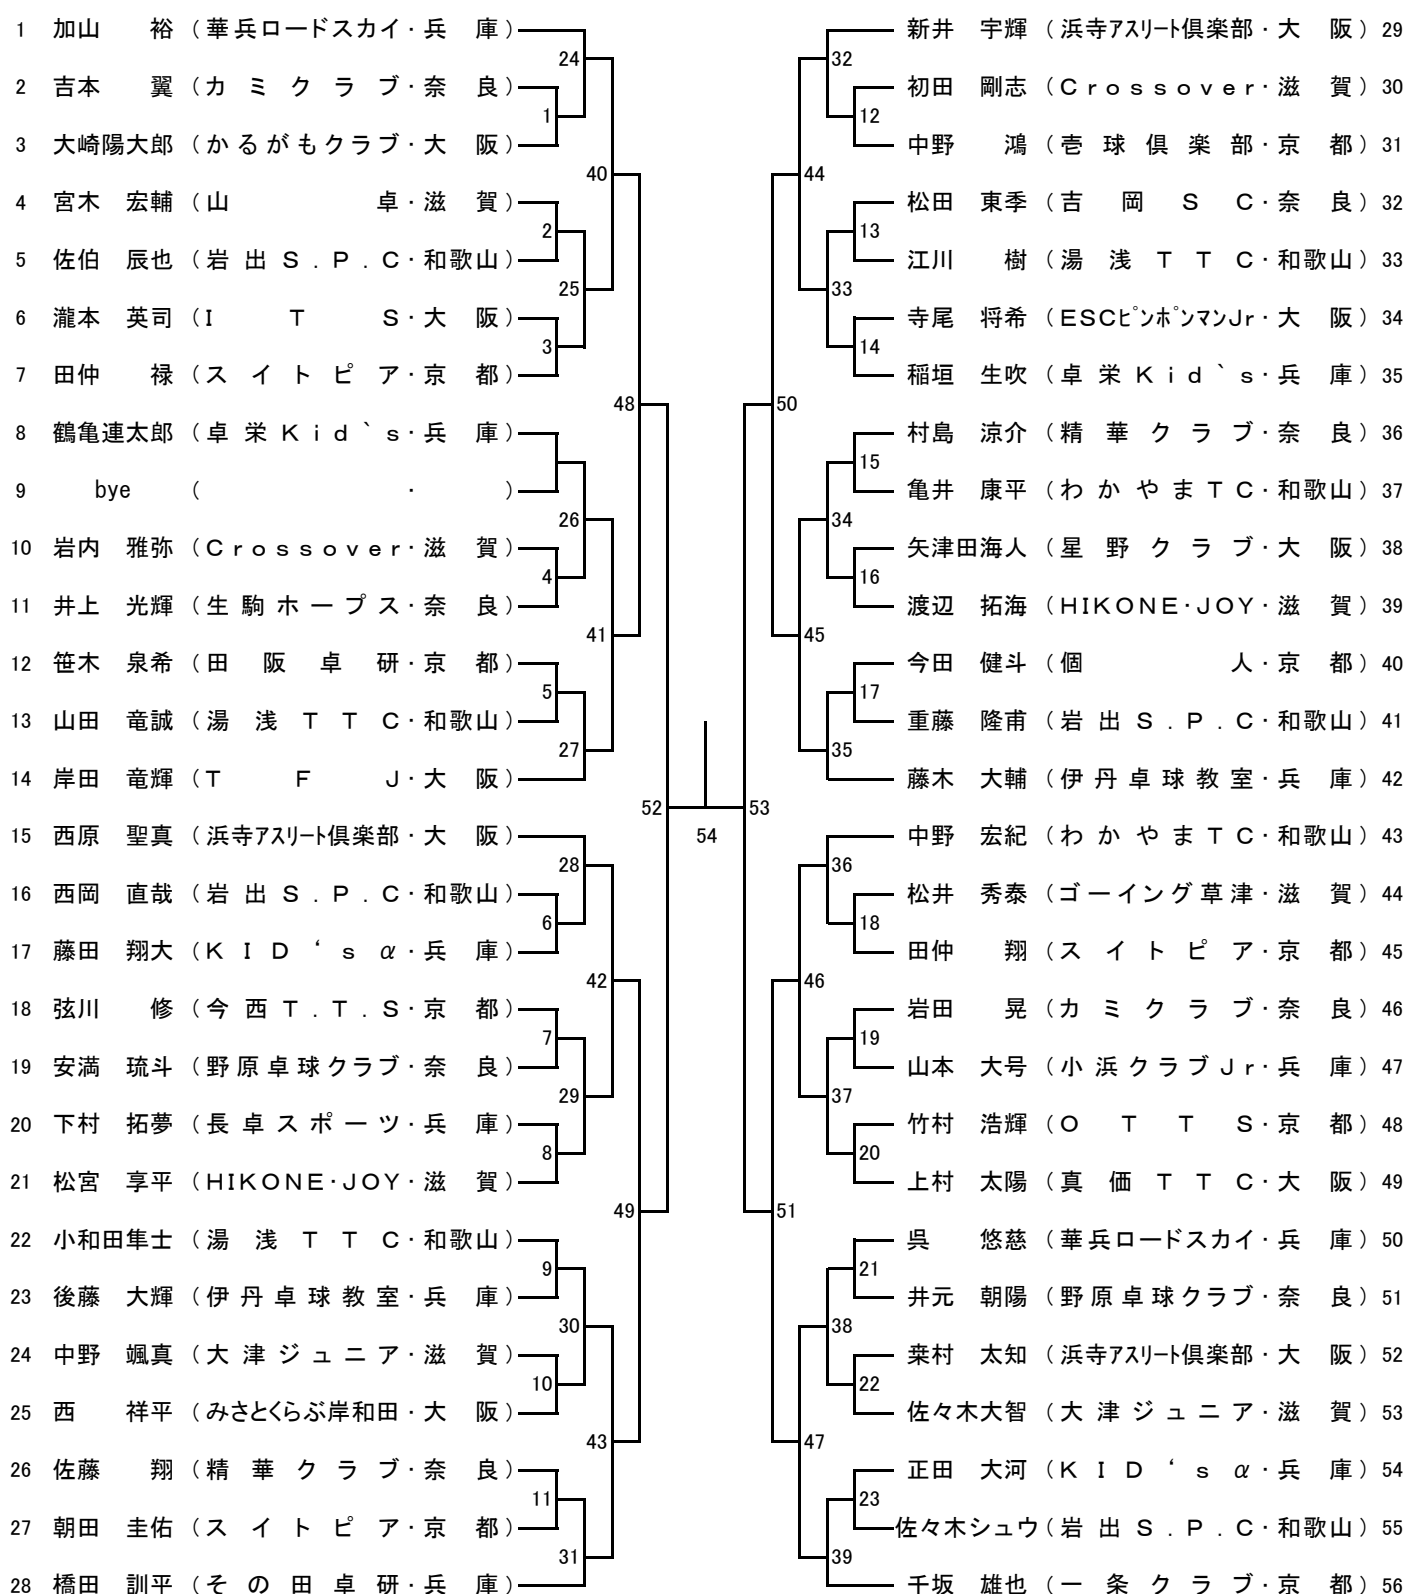 1 加山 裕 (華兵ロードスカイ・兵 庫)
2 吉本 翼 (カミクラブ・奈 良)
3 大崎陽太郎 (かるがもクラブ・大 阪)
4 宮木 宏輔 (山 卓・滋 賀)
5 佐伯 辰也 (岩出S.P.C・和歌山)
6 瀧本 英司 (I T S・大 阪)
7 田仲 禄 (スイトピア・京 都)
8 鶴亀連太郎 (卓栄Kid`s・兵 庫)
9 bye ( ・ )
10 岩内 雅弥 (Crossover・滋 賀)
11 井上 光輝 (生駒ホープス・奈 良)
12 笹木 泉希 (田阪卓研・京 都)
13 山田 竜誠 (湯浅TTC・和歌山)
14 岸田 竜輝 (T F J・大 阪)
15 西原 聖真 (浜寺アスリート倶楽部・大 阪)
16 西岡 直哉 (岩出S.P.C・和歌山)
17 藤田 翔大 (KID‘sα・兵 庫)
18 弦川 修 (今西T.T.S・京 都)
19 安満 琉斗 (野原卓球クラブ・奈 良)
20 下村 拓夢 (長卓スポーツ・兵 庫)
21 松宮 享平 (HIKONE・JOY・滋 賀)
22 小和田隼士 (湯浅TTC・和歌山)
23 後藤 大輝 (伊丹卓球教室・兵 庫)
24 中野 颯真 (大津ジュニア・滋 賀)
25 西 祥平 (みさとくらぶ岸和田・大 阪)
26 佐藤 翔 (精華クラブ・奈 良)
27 朝田 圭佑 (スイトピア・京 都)
28 橋田 訓平 (その田卓研・兵 庫)
24
1
40
2
25
3
48
26
4
41
5
27
52
28
6
42
7
29
8
49
9
30
10
43
11
31
54
32
12
44
13
33
14
50
15
34
16
45
17
35
53
36
18
46
19
37
20
51
21
38
22
47
23
39
新井 宇輝 (浜寺アスリート倶楽部・大 阪) 29
初田 剛志 (Crossover・滋 賀) 30
中野 鴻 (壱球倶楽部・京 都) 31
松田 東季 (吉岡SC・奈 良) 32
江川 樹 (湯浅TTC・和歌山) 33
寺尾 将希 (ESCピンポンマンJr・大 阪) 34
稲垣 生吹 (卓栄Kid`s・兵 庫) 35
村島 涼介 (精華クラブ・奈 良) 36
亀井 康平 (わかやまTC・和歌山) 37
矢津田海人 (星野クラブ・大 阪) 38
渡辺 拓海 (HIKONE・JOY・滋 賀) 39
今田 健斗 (個 人・京 都) 40
重藤 隆甫 (岩出S.P.C・和歌山) 41
藤木 大輔 (伊丹卓球教室・兵 庫) 42
中野 宏紀 (わかやまTC・和歌山) 43
松井 秀泰 (ゴーイング草津・滋 賀) 44
田仲 翔 (スイトピア・京 都) 45
岩田 晃 (カミクラブ・奈 良) 46
山本 大号 (小浜クラブJr・兵 庫) 47
竹村 浩輝 (OTTS・京 都) 48
上村 太陽 (真価TTC・大 阪) 49
呉 悠慈 (華兵ロードスカイ・兵 庫) 50
井元 朝陽 (野原卓球クラブ・奈 良) 51
桒村 太知 (浜寺アスリート倶楽部・大 阪) 52
佐々木大智 (大津ジュニア・滋 賀) 53
正田 大河 (KID‘sα・兵 庫) 54
佐々木シュウ (岩出S.P.C・和歌山) 55
千坂 雄也 (一条クラブ・京 都) 56